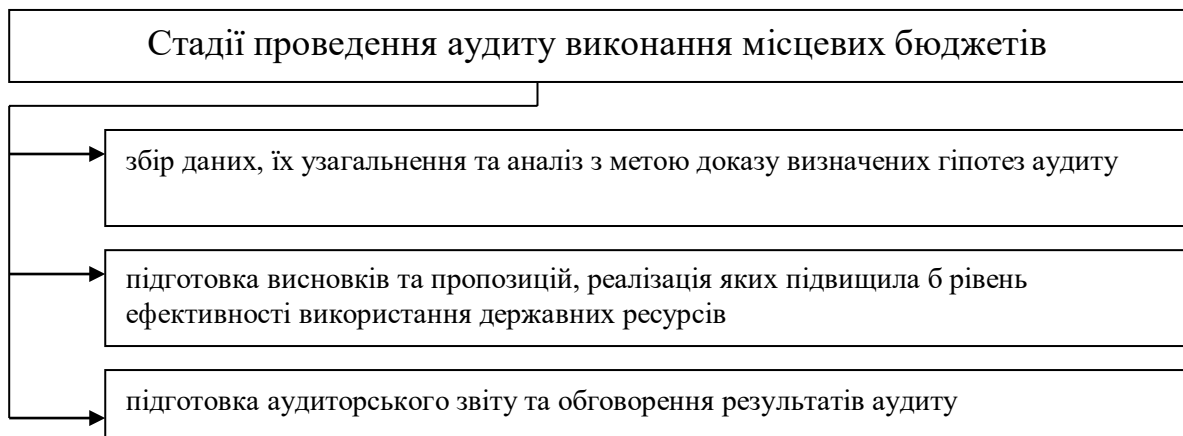 Стадії проведення аудиту виконання місцевих бюджетів
збір даних, їх узагальнення та аналіз з метою доказу визначених гіпотез аудиту
підготовка висновків та пропозицій, реалізація яких підвищила б рівень
ефективності використання державних ресурсів
підготовка аудиторського звіту та обговорення результатів аудиту